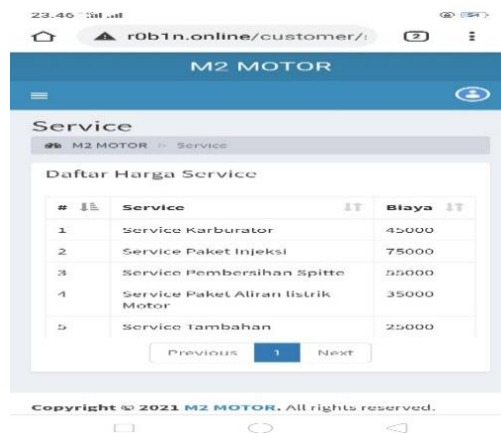 23.46
r0b1n.online/customer/
2
M2 MOTOR
Service
M2 MOTOR Service
Daftar Harga Service
# Service Biaya
1 Service Karburator 45000
2 Service Paket Injeksi 75000
3 Service Pembersihan Spitte 55000
4 Service Paket Aliran listrik Motor 35000
5 Service Tambahan 25000
Previous 1 Next
Copyright © 2021 M2 MOTOR. All rights reserved.